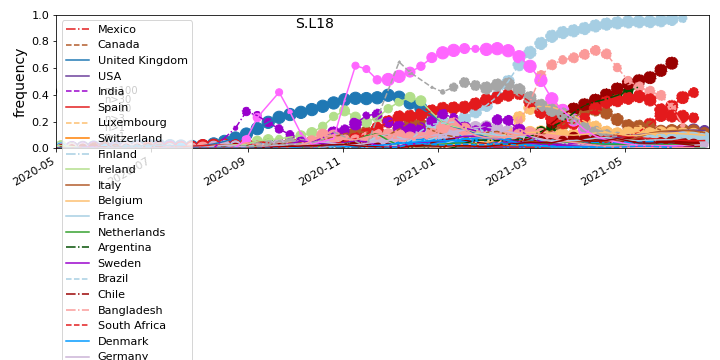 S.L18
frequency
1.0
0.8
0.6
0.4
0.2
0.0
2020-05
2020-09
2020-11
2021-01
2021-03
2021-05
Mexico
Canada
United Kingdom
USA
India
Spain
Luxembourg
Switzerland
Finland
Ireland
Italy
Belgium
France
Netherlands
Argentina
Sweden
Brazil
Chile
Bangladesh
South Africa
Denmark
Germany